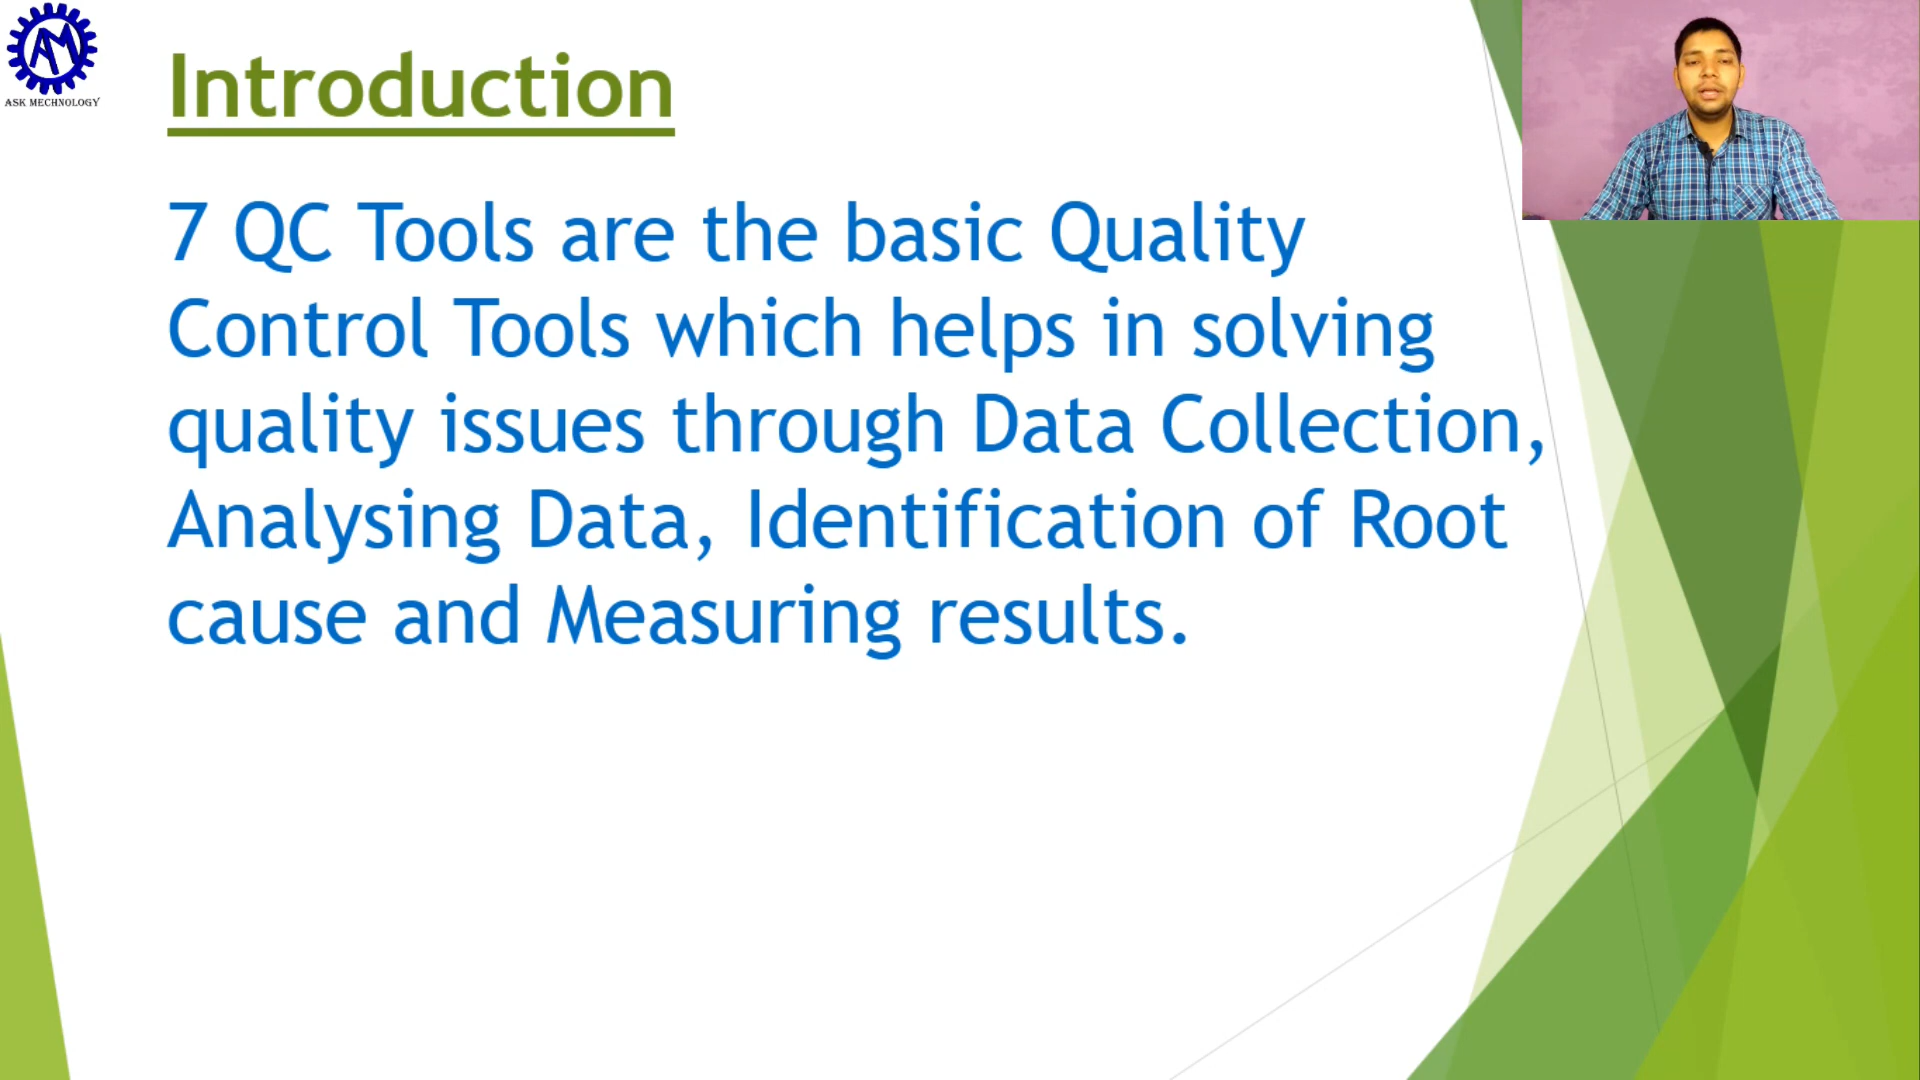 AM
ASK MECHNOLOGY
Introduction
7 QC Tools are the basic Quality
Control Tools which helps in solving
quality issues through Data Collection,
Analysing Data, Identification of Root
cause and Measuring results.